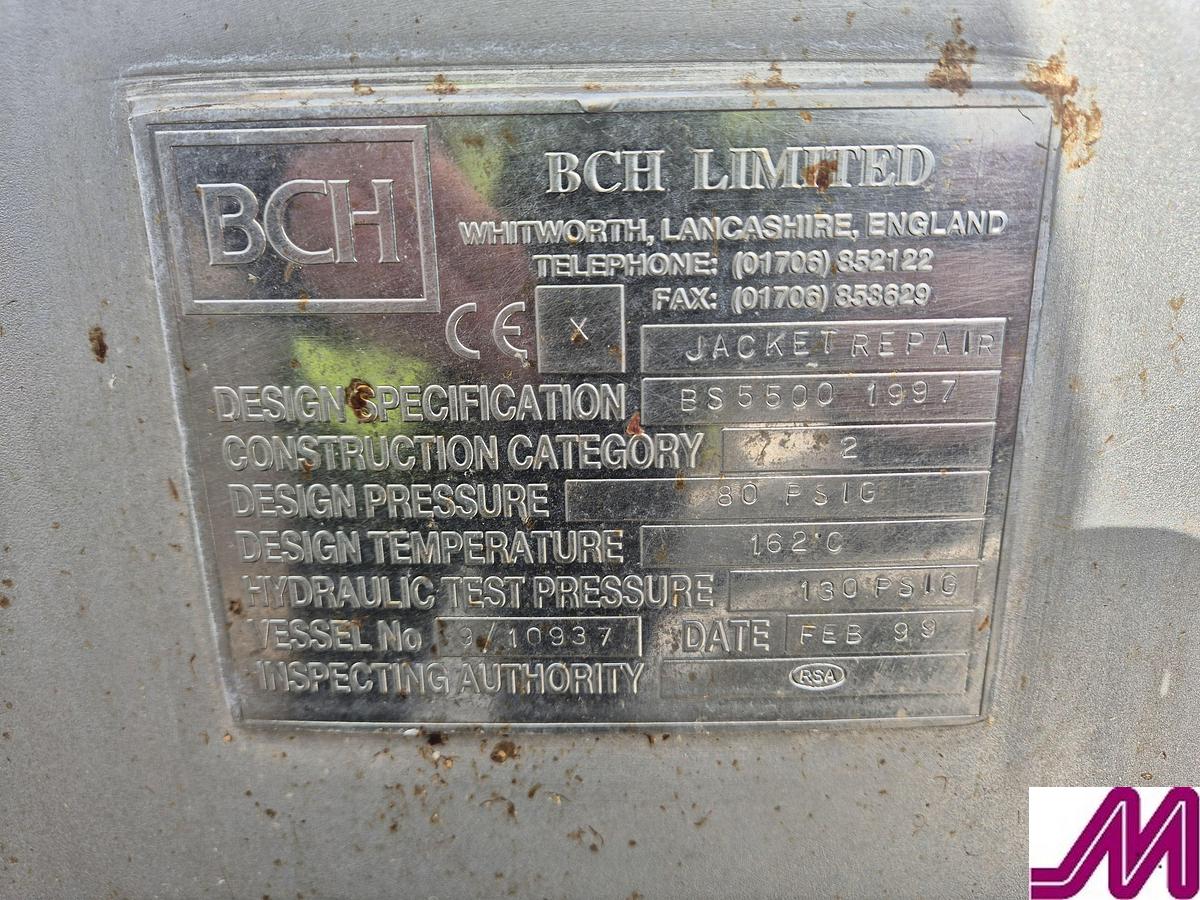 BCH
BCH LIMITED
WHITWORTH, LANCASHIRE, ENGLAND
TELEPHONE: (01706) 852122
FAX: (01706) 853629
CE X JACKET REPAIR
DESIGN SPECIFICATION BS5500 1997
CONSTRUCTION CATEGORY 2
DESIGN PRESSURE 80 PSIG
DESIGN TEMPERATURE 162°C
HYDRAULIC TEST PRESSURE 130 PSIG
VESSEL No 9/10937 DATE FEB 99
INSPECTING AUTHORITY RSA
M